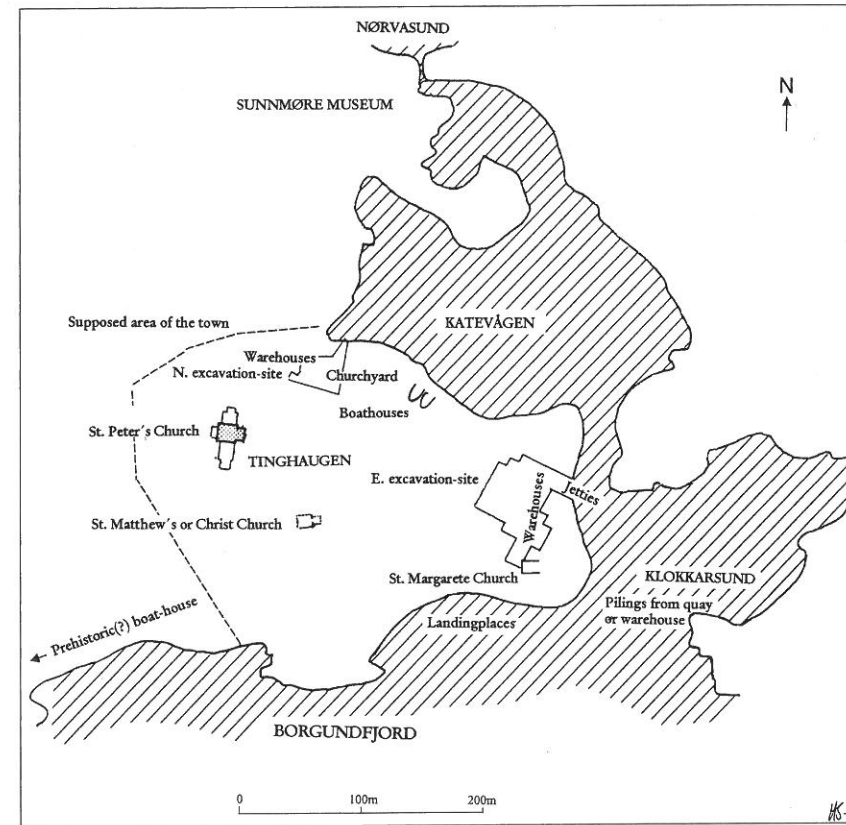 NØRVASUND
N
SUNNMØRE MUSEUM
KATEVÅGEN
Supposed area of the town
Warehouses
N. excavation-site
Churchyard
Boathouses
St. Peter´s Church
TINGHAUGEN
E. excavation-site
Warehouses
Jetties
St. Matthew´s or Christ Church
St. Margarete Church
KLOKKARSUND
Pilings from quay
or warehouse
Landingplaces
Prehistoric(?) boat-house
BORGUNDFJORD
0 100m 200m